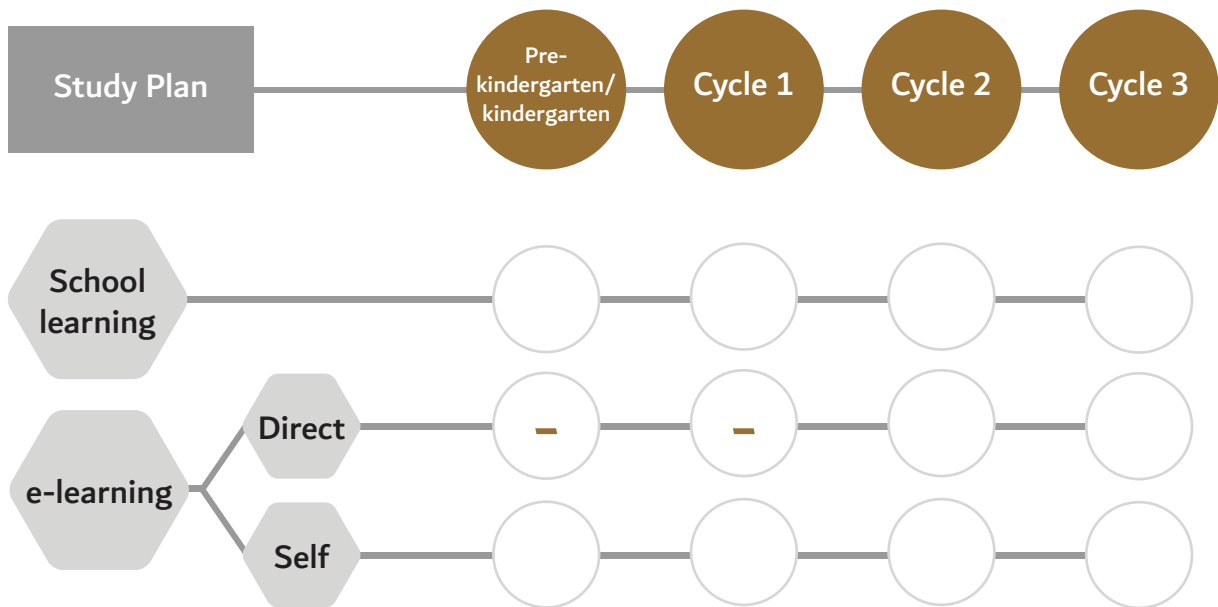 Study Plan
Pre-
kindergarten/
kindergarten
Cycle 1
Cycle 2
Cycle 3
School
learning
Direct
-
-
e-learning
Self